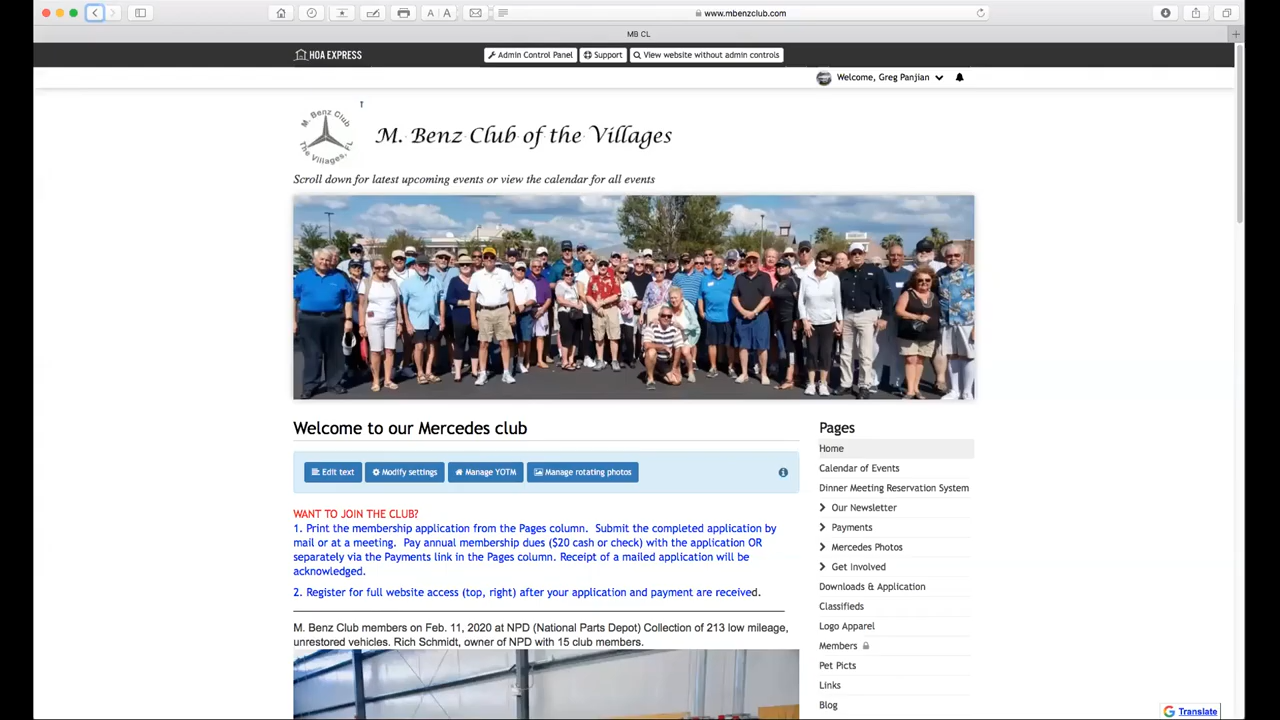 www.mbenzclub.com
MB CL
HOA EXPRESS
Admin Control Panel
Support
View website without admin controls
Welcome, Greg Panjian
M. Benz Club
The Villages, FL
M. Benz Club of the Villages
Scroll down for latest upcoming events or view the calendar for all events
Welcome to our Mercedes club
Edit text
Modify settings
Manage YOTM
Manage rotating photos
WANT TO JOIN THE CLUB?
1. Print the membership application from the Pages column. Submit the completed application by
mail or at a meeting. Pay annual membership dues ($20 cash or check) with the application OR
separately via the Payments link in the Pages column. Receipt of a mailed application will be
acknowledged.
2. Register for full website access (top, right) after your application and payment are received.
M. Benz Club members on Feb. 11, 2020 at NPD (National Parts Depot) Collection of 213 low mileage,
unrestored vehicles. Rich Schmidt, owner of NPD with 15 club members.
Pages
Home
Calendar of Events
Dinner Meeting Reservation System
Our Newsletter
Payments
Mercedes Photos
Get Involved
Downloads & Application
Classifieds
Logo Apparel
Members
Pet Picts
Links
Blog
Translate